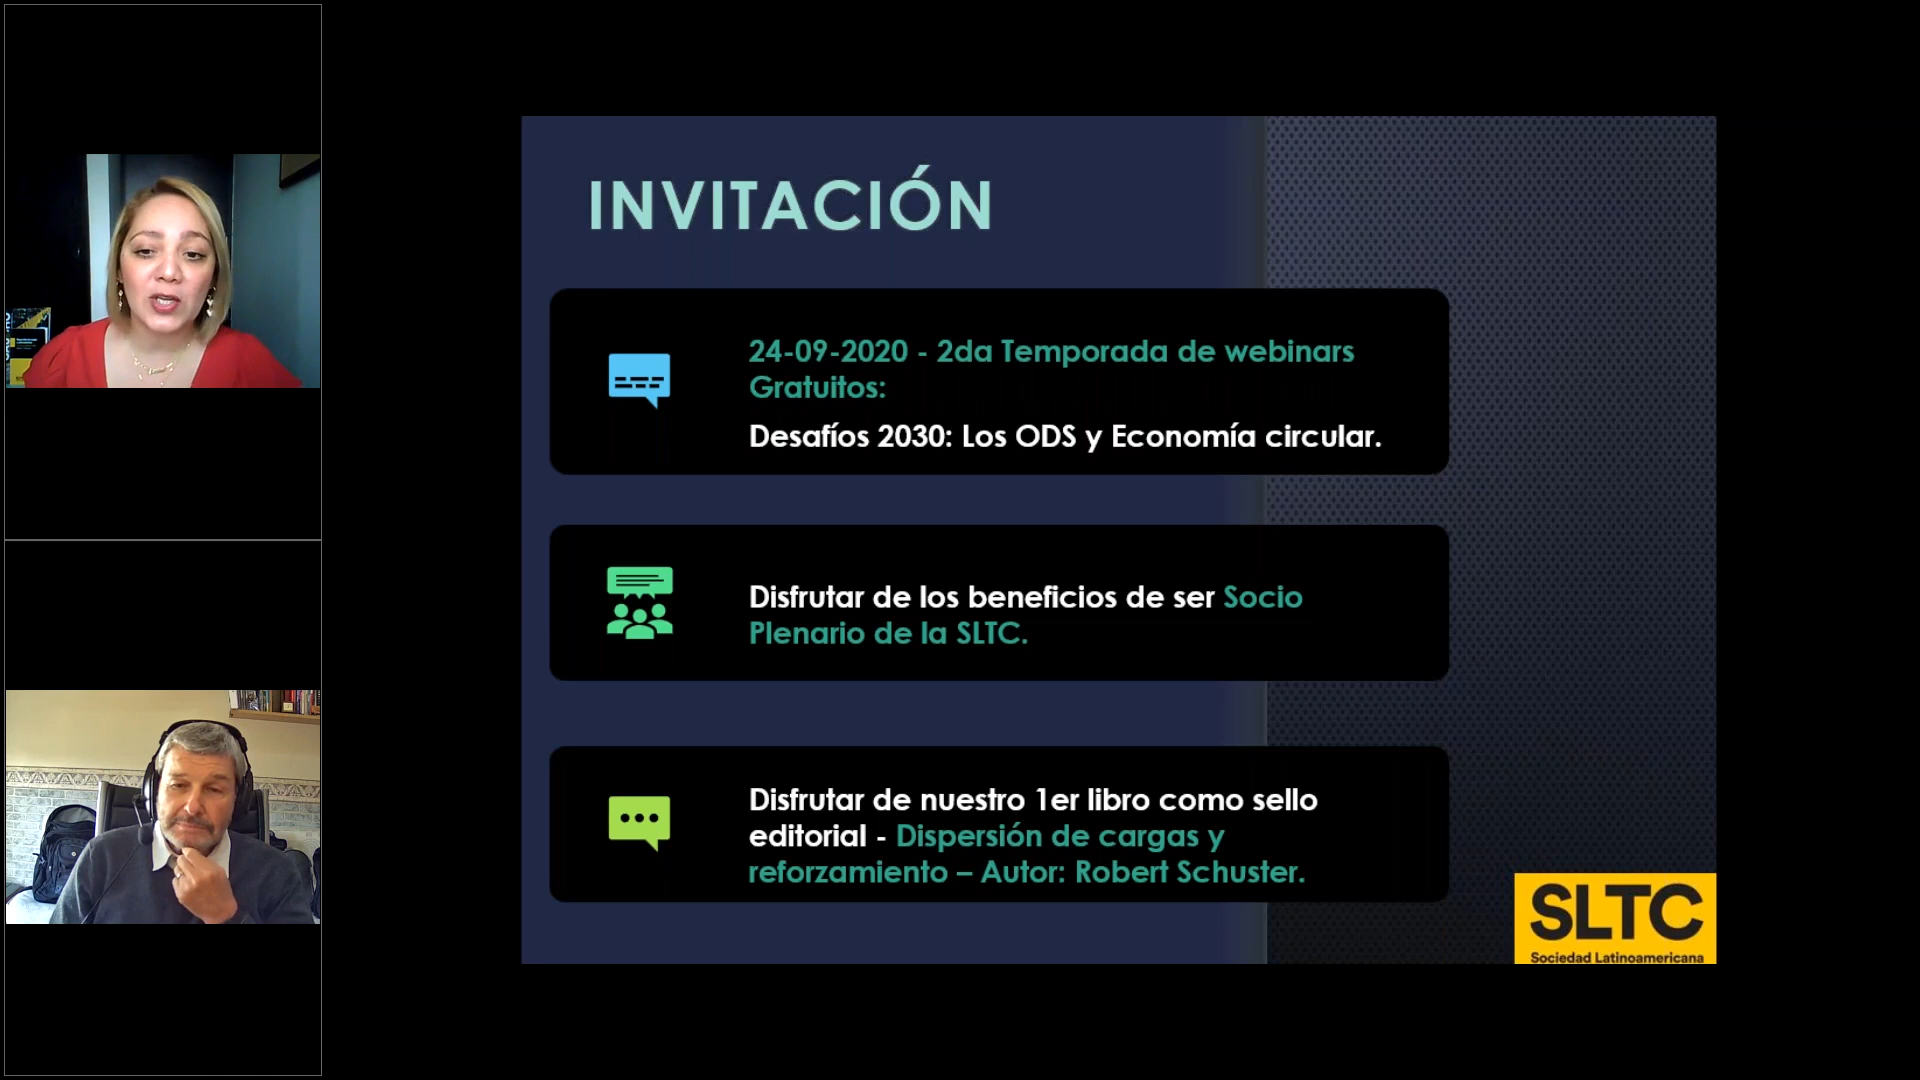 INVITACIÓN
24-09-2020 - 2da Temporada de webinars
Gratuitos:
Desafíos 2030: Los ODS y Economía circular.
Disfrutar de los beneficios de ser Socio
Plenario de la SLTC.
Disfrutar de nuestro 1er libro como sello
editorial - Dispersión de cargas y
reforzamiento – Autor: Robert Schuster.
SLTC
Sociedad Latinoamericana